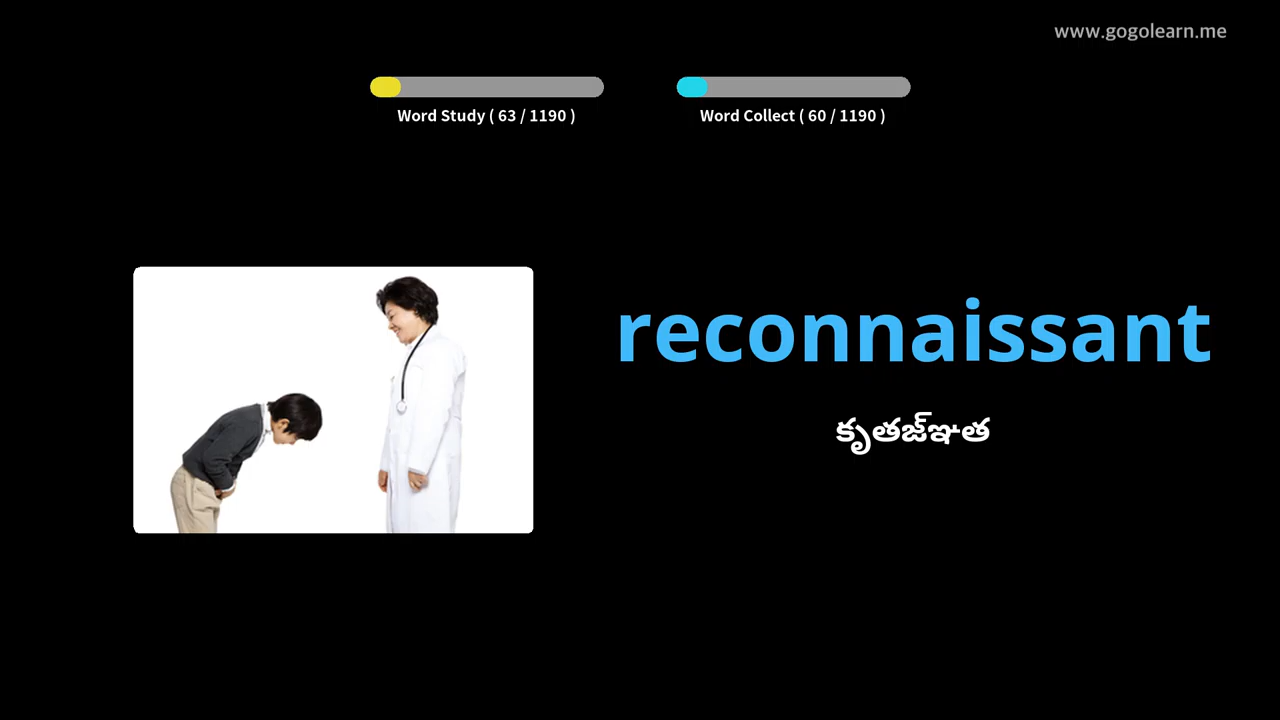 www.gogolearn.me
Word Study ( 63 / 1190 )
Word Collect ( 60 / 1190 )
reconnaissant
కృతజ్‌ఞత